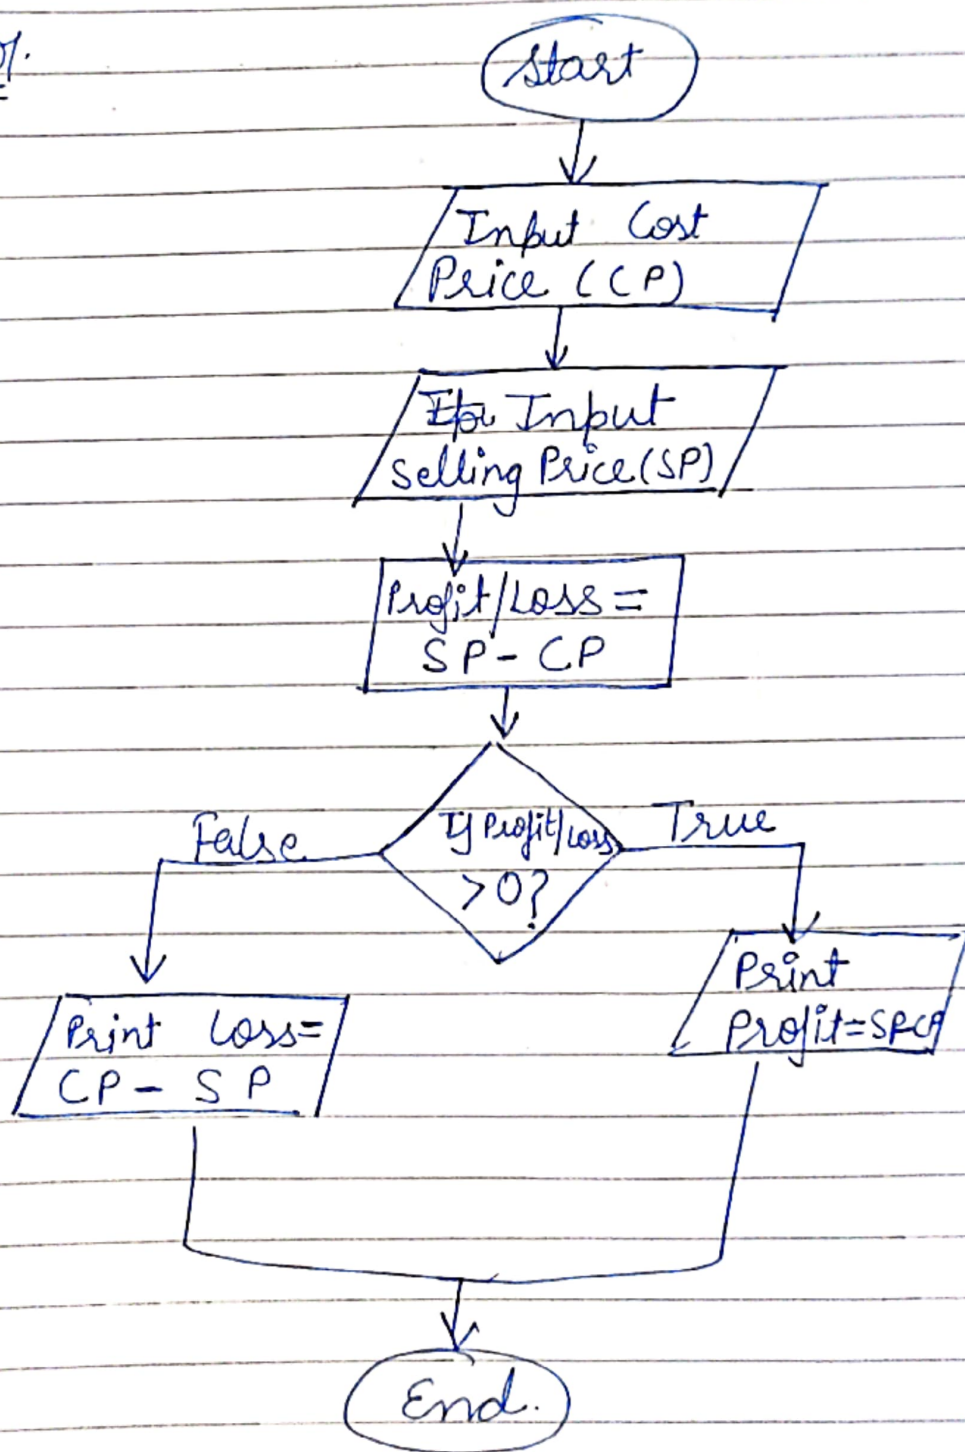 Start
Input Cost
Price (CP)
Input
Selling Price (SP)
Profit/Loss =
SP - CP
If Profit/Loss
> 0?
False
True
Print
Profit=SP-CP
Print Loss=
CP - SP
End.